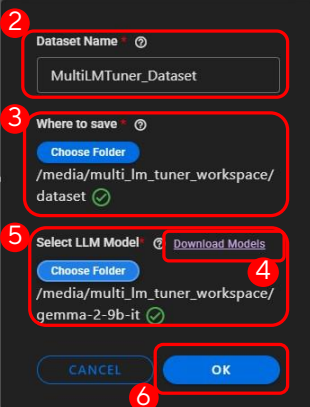 2
Dataset Name * ?
MultiLMTuner_Dataset
3
Where to save * ?
Choose Folder
/media/multi_lm_tuner_workspace/
dataset
5
Select LLM Model* ? Download Models
4
Choose Folder
/media/multi_lm_tuner_workspace/
gemma-2-9b-it
CANCEL OK
6